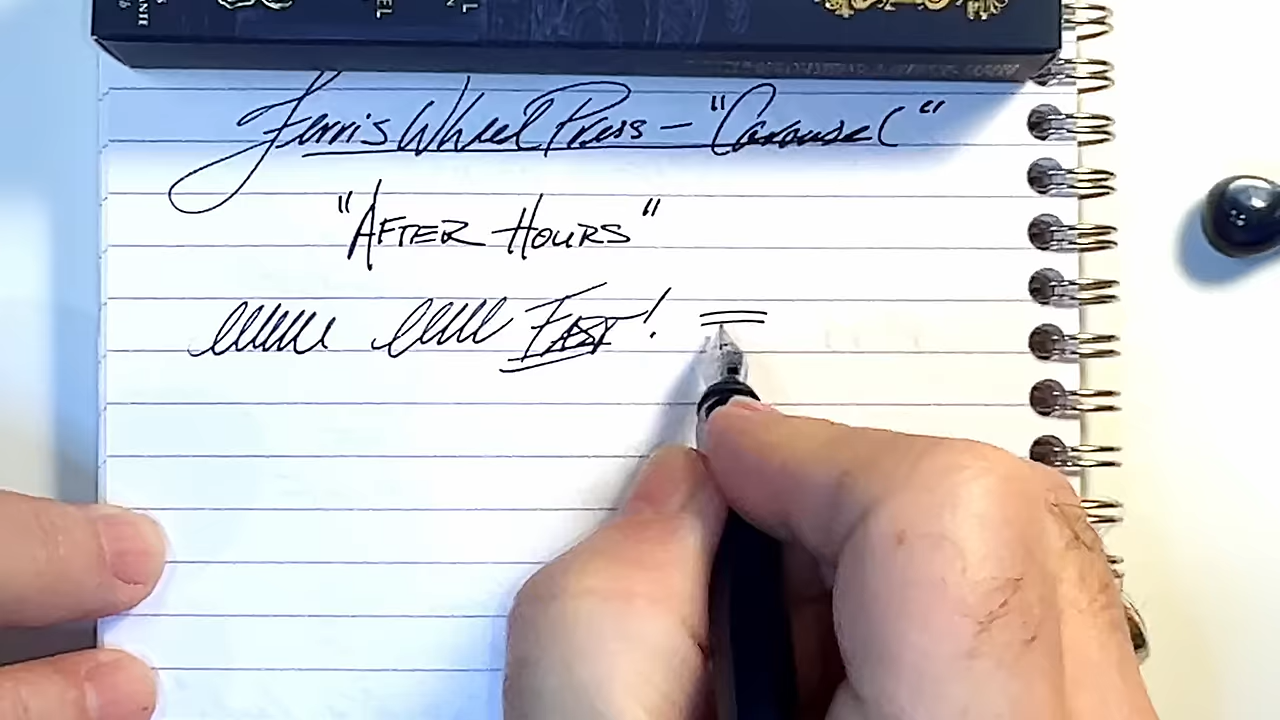 Ferris Wheel Press - "Carousel"
"AFTER HOURS"
FAST! =